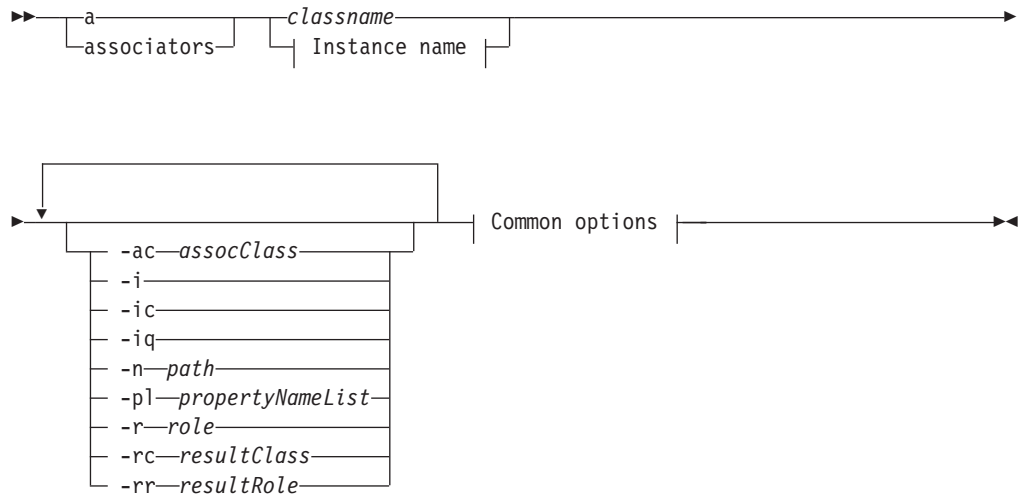 a classname
associators Instance name
Common options
-ac assocClass
-i
-ic
-iq
-n path
-pl propertyNameList
-r role
-rc resultClass
-rr resultRole